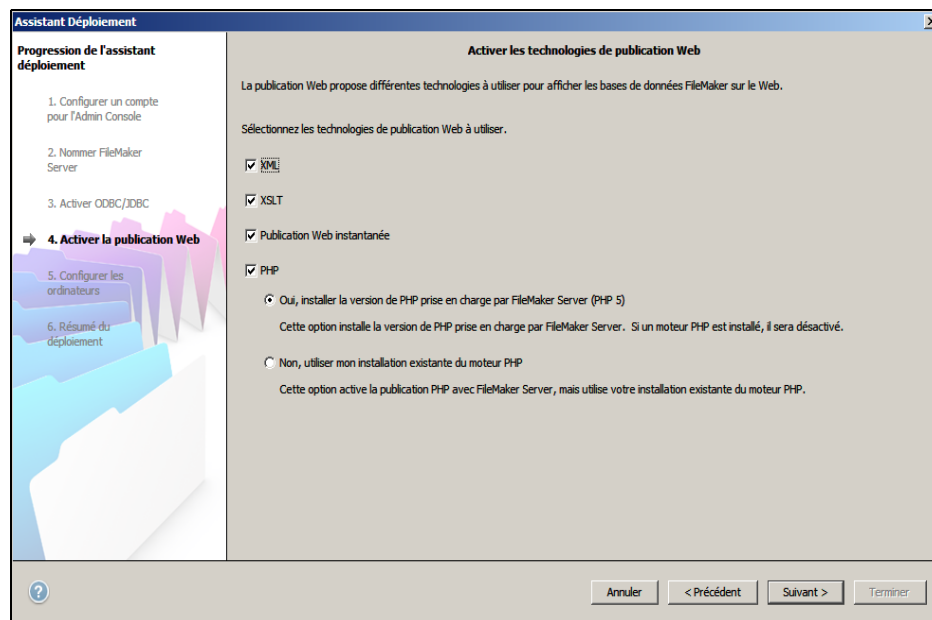 Assistant Déploiement
Progression de l'assistant
déploiement
1. Configurer un compte
pour l'Admin Console
2. Nommer FileMaker
Server
3. Activer ODBC/JDBC
4. Activer la publication Web
5. Configurer les
ordinateurs
6. Résumé du
déploiement
Activer les technologies de publication Web
La publication Web propose différentes technologies à utiliser pour afficher les bases de données FileMaker sur le Web.
Sélectionnez les technologies de publication Web à utiliser.
XML
XSLT
Publication Web instantanée
PHP
Oui, installer la version de PHP prise en charge par FileMaker Server (PHP 5)
Cette option installe la version de PHP prise en charge par FileMaker Server. Si un moteur PHP est installé, il sera désactivé.
Non, utiliser mon installation existante du moteur PHP
Cette option active la publication PHP avec FileMaker Server, mais utilise votre installation existante du moteur PHP.
?
Annuler
< Précédent
Suivant >
Terminer